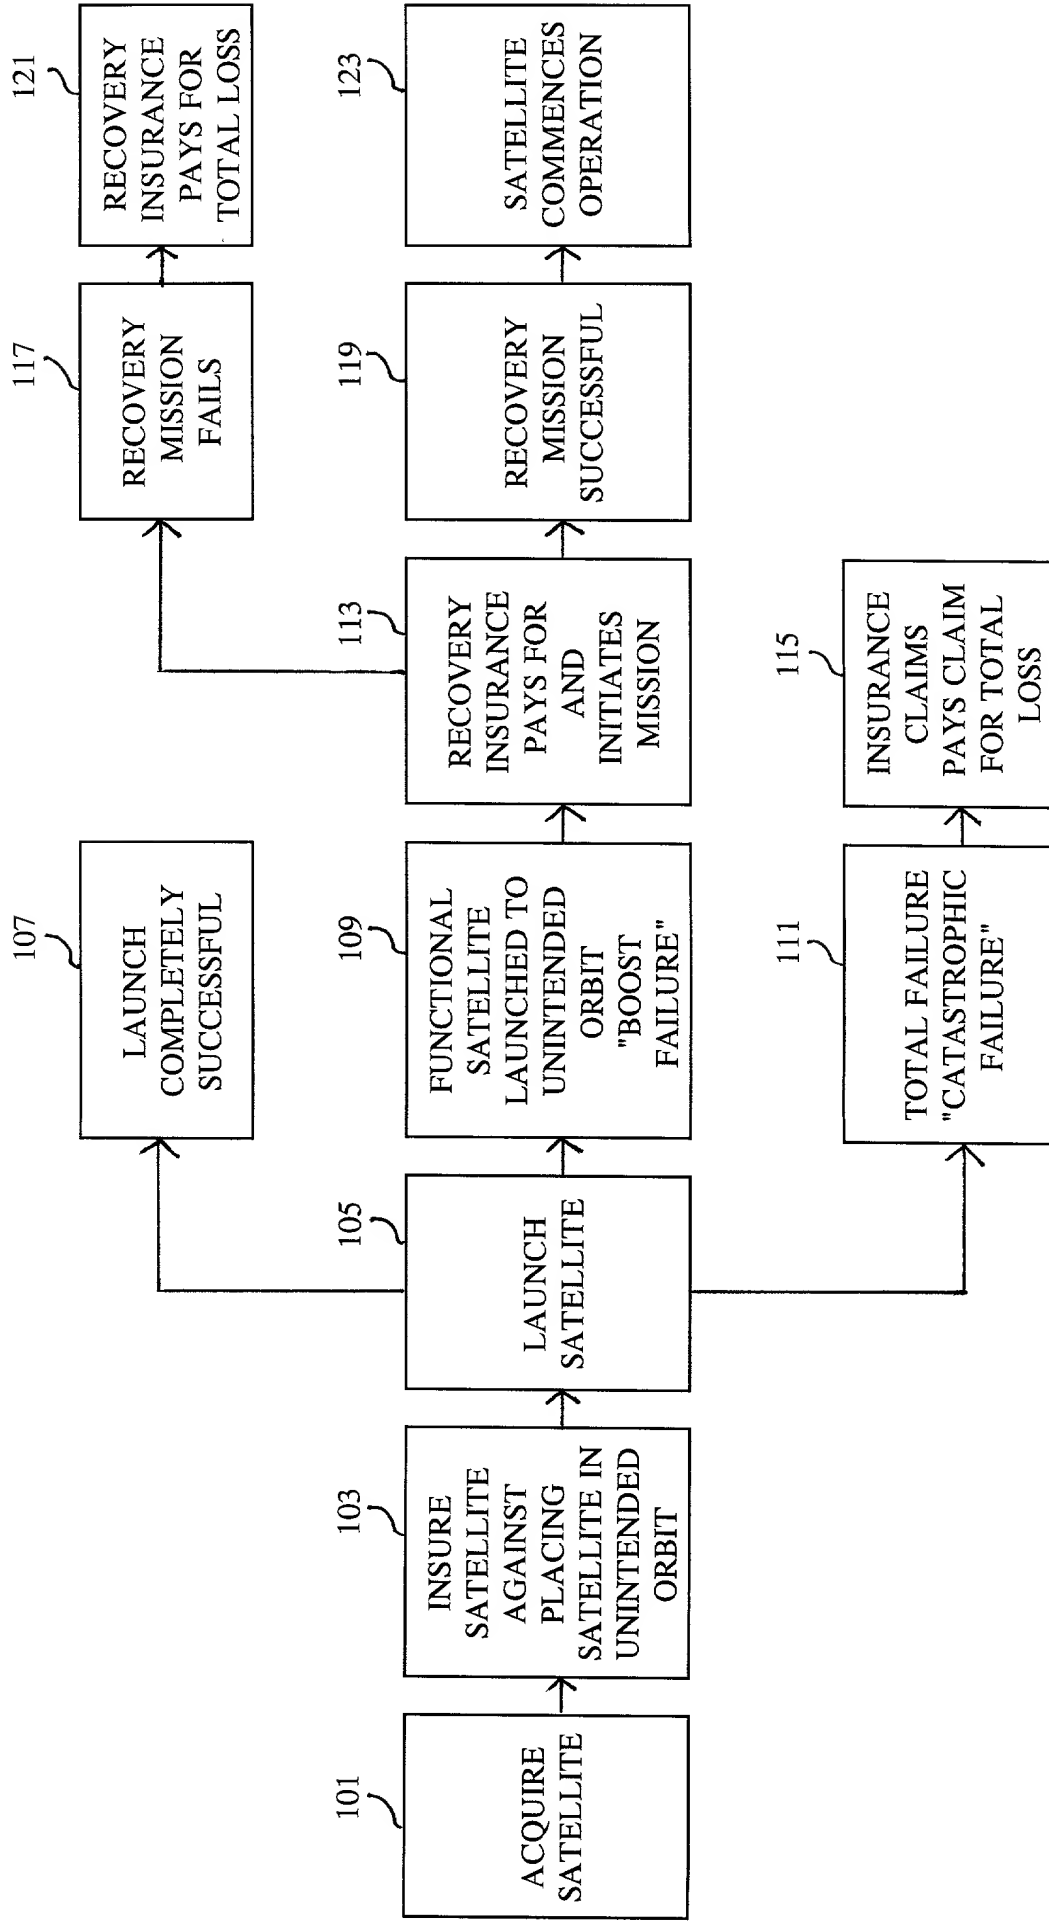 101
ACQUIRE
SATELLITE
103
INSURE
SATELLITE
AGAINST
PLACING
SATELLITE IN
UNINTENDED
ORBIT
105
LAUNCH
SATELLITE
107
LAUNCH
COMPLETELY
SUCCESSFUL
109
FUNCTIONAL
SATELLITE
LAUNCHED TO
UNINTENDED
ORBIT
"BOOST
FAILURE"
111
TOTAL FAILURE
"CATASTROPHIC
FAILURE"
113
RECOVERY
INSURANCE
PAYS FOR
AND
INITIATES
MISSION
115
INSURANCE
CLAIMS
PAYS CLAIM
FOR TOTAL
LOSS
117
RECOVERY
MISSION
FAILS
119
RECOVERY
MISSION
SUCCESSFUL
121
RECOVERY
INSURANCE
PAYS FOR
TOTAL LOSS
123
SATELLITE
COMMENCES
OPERATION